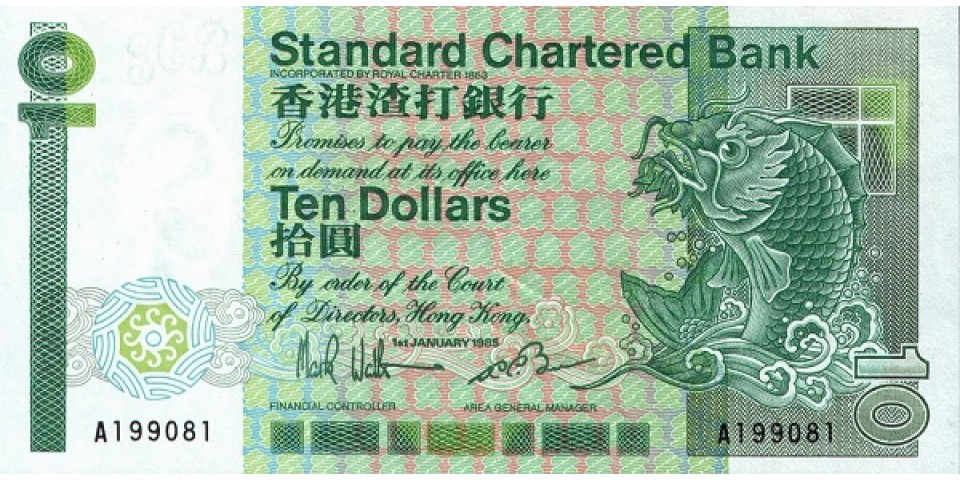 10
Standard Chartered Bank
INCORPORATED BY ROYAL CHARTER 1853
香港渣打銀行
Promises to pay the bearer
on demand at its office here
Ten Dollars
拾圓
By order of the Court
of Directors, Hong Kong,
1st JANUARY 1985
FINANCIAL CONTROLLER AREA GENERAL MANAGER
A199081 A199081
10